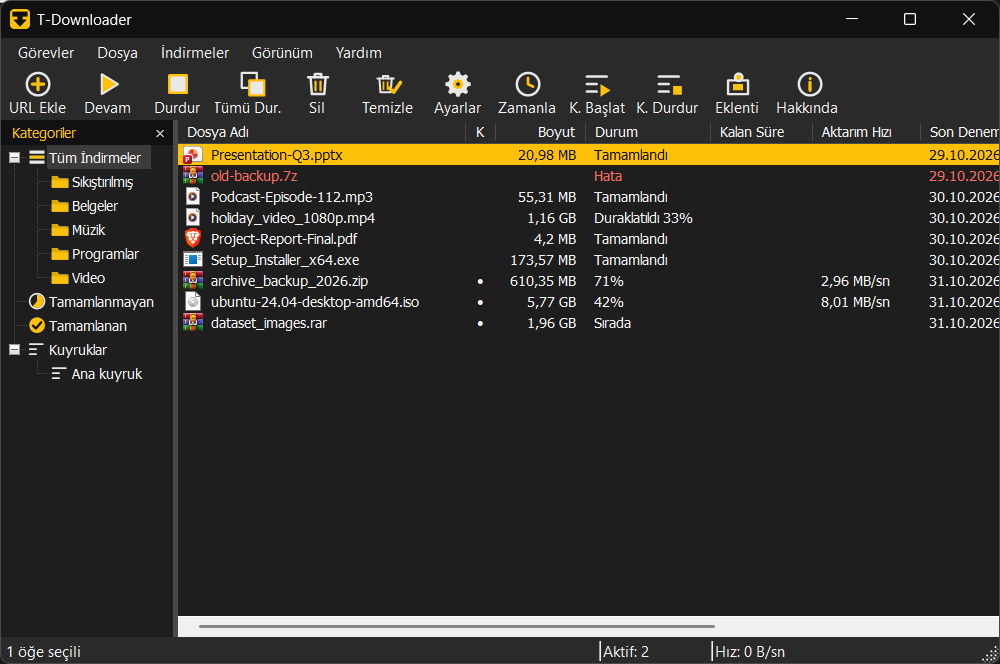 T-Downloader
Görevler Dosya İndirmeler Görünüm Yardım
URL Ekle Devam Durdur Tümü Dur. Sil Temizle Ayarlar Zamanla K. Başlat K. Durdur Eklenti Hakkında
Kategoriler
Tüm İndirmeler
Sıkıştırılmış
Belgeler
Müzik
Programlar
Video
Tamamlanmayan
Tamamlanan
Kuyruklar
Ana kuyruk
Dosya Adı K Boyut Durum Kalan Süre Aktarım Hızı Son Denem
Presentation-Q3.pptx 20,98 MB Tamamlandı 29.10.2026
old-backup.7z Hata 29.10.2026
Podcast-Episode-112.mp3 55,31 MB Tamamlandı 30.10.2026
holiday_video_1080p.mp4 1,16 GB Duraklatıldı 33% 30.10.2026
Project-Report-Final.pdf 4,2 MB Tamamlandı 30.10.2026
Setup_Installer_x64.exe 173,57 MB Tamamlandı 30.10.2026
archive_backup_2026.zip • 610,35 MB 71% 2,96 MB/sn 31.10.2026
ubuntu-24.04-desktop-amd64.iso • 5,77 GB 42% 8,01 MB/sn 31.10.2026
dataset_images.rar • 1,96 GB Sırada 31.10.2026
1 öğe seçili Aktif: 2 Hız: 0 B/sn